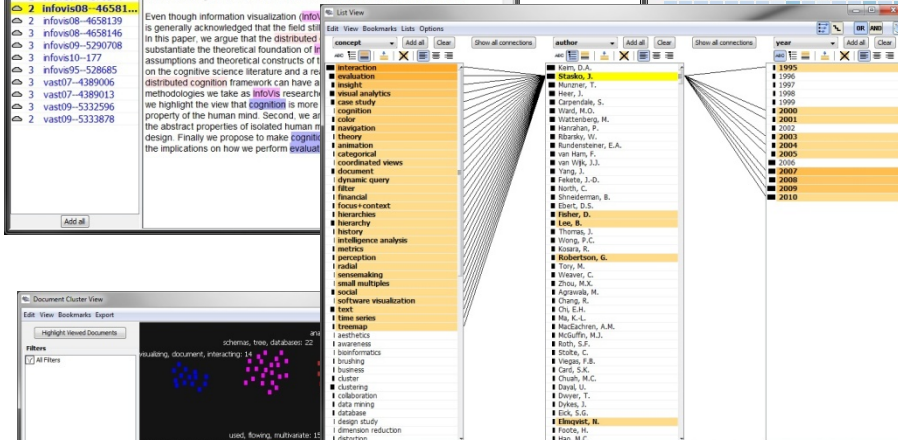 2 infovis08--46581...
2 infovis08--4658139
3 infovis08--4658146
3 infovis09--5290708
3 infovis10--177
3 infovis95--528685
3 vast07--4389006
3 vast07--4389013
3 vast09--5332596
2 vast09--5333878
Add all
Even though information visualization (InfoV
is generally acknowledged that the field still
In this paper, we argue that the distributed
substantiate the theoretical foundation of
assumptions and theoretical constructs of t
on the cognitive science literature and a rea
distributed cognition framework can have a
methodologies we take as InfoVis researche
we highlight the view that cognition is more
property of the human mind. Second, we ar
the abstract properties of isolated human m
design. Finally we propose to make cognitio
the implications on how we perform evaluat
List View
Edit View Bookmarks Lists Options
OR AND
concept Add all Clear
Show all connections
author Add all Clear
Show all connections
year Add all Clear
interaction
evaluation
insight
visual analytics
case study
cognition
color
navigation
theory
animation
categorical
coordinated views
document
dynamic query
filter
financial
focus+context
hierarchies
hierarchy
history
intelligence analysis
metrics
perception
radial
sensemaking
small multiples
social
software visualization
text
time series
treemap
aesthetics
awareness
bioinformatics
brushing
business
cluster
clustering
collaboration
data mining
database
design study
dimension reduction
distortion
Keim, D.A.
Stasko, J.
Munzner, T.
Heer, J.
Carpendale, S.
Ward, M.O.
Wattenberg, M.
Hanrahan, P.
Ribarsky, W.
Rundensteiner, E.A.
van Ham, F.
van Wijk, J.J.
Yang, J.
Fekete, J.-D.
North, C.
Shneiderman, B.
Ebert, D.S.
Fisher, D.
Lee, B.
Thomas, J.
Wong, P.C.
Kosara, R.
Robertson, G.
Tory, M.
Weaver, C.
Zhou, M.X.
Agrawala, M.
Chang, R.
Chi, E.H.
Ma, K.-L.
MacEachren, A.M.
McGuffin, M.J.
Roth, S.F.
Stolte, C.
Viegas, F.B.
Card, S.K.
Chuah, M.C.
Dayal, U.
Dwyer, T.
Dykes, J.
Eick, S.G.
Elmqvist, N.
Foote, H.
Hao, M.C.
1995
1996
1997
1998
1999
2000
2001
2002
2003
2004
2005
2006
2007
2008
2009
2010
Document Cluster View
Edit View Bookmarks Export
Highlight Viewed Documents
Filters
All Filters
ana
schemas, tree, databases: 22
visualizing, document, interacting: 14
used, flowing, multivariate: 15